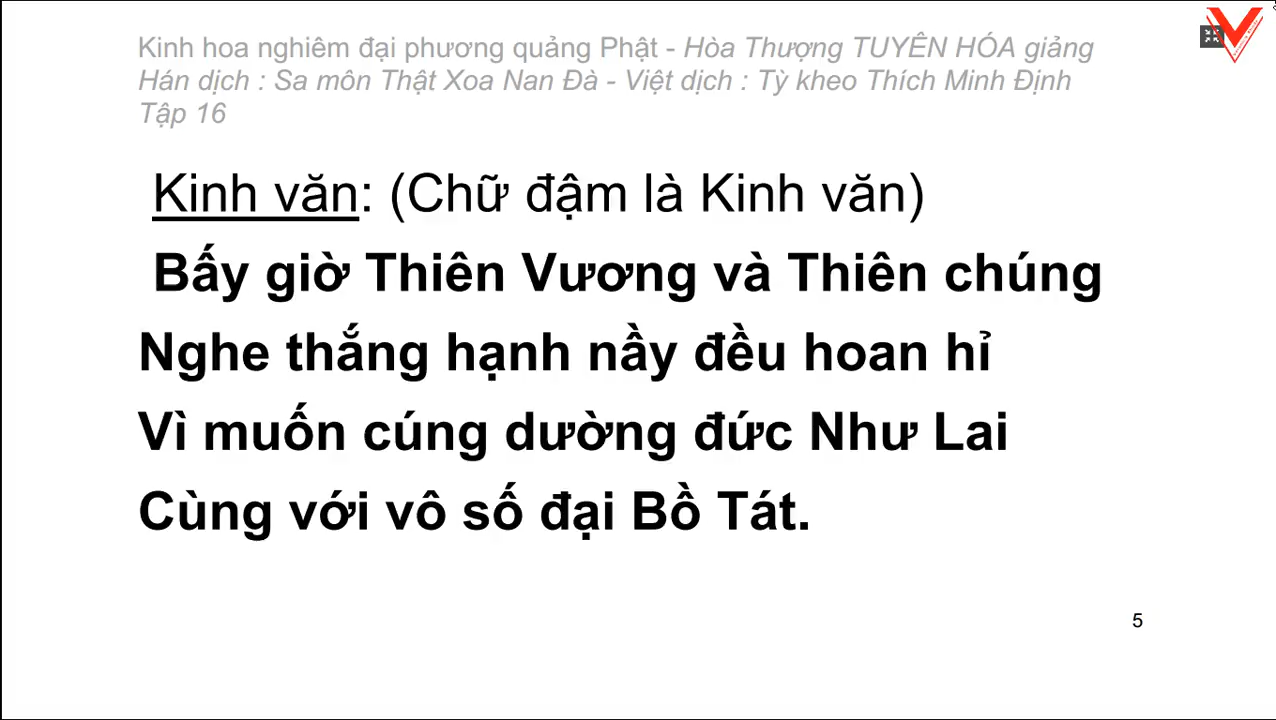 Kinh hoa nghiêm đại phương quảng Phật - Hòa Thượng TUYÊN HÓA giảng
Hán dịch : Sa môn Thật Xoa Nan Đà - Việt dịch : Tỳ kheo Thích Minh Định
Tập 16
Kinh văn: (Chữ đậm là Kinh văn)
Bấy giờ Thiên Vương và Thiên chúng
Nghe thắng hạnh nầy đều hoan hỉ
Vì muốn cúng dường đức Như Lai
Cùng với vô số đại Bồ Tát.
5